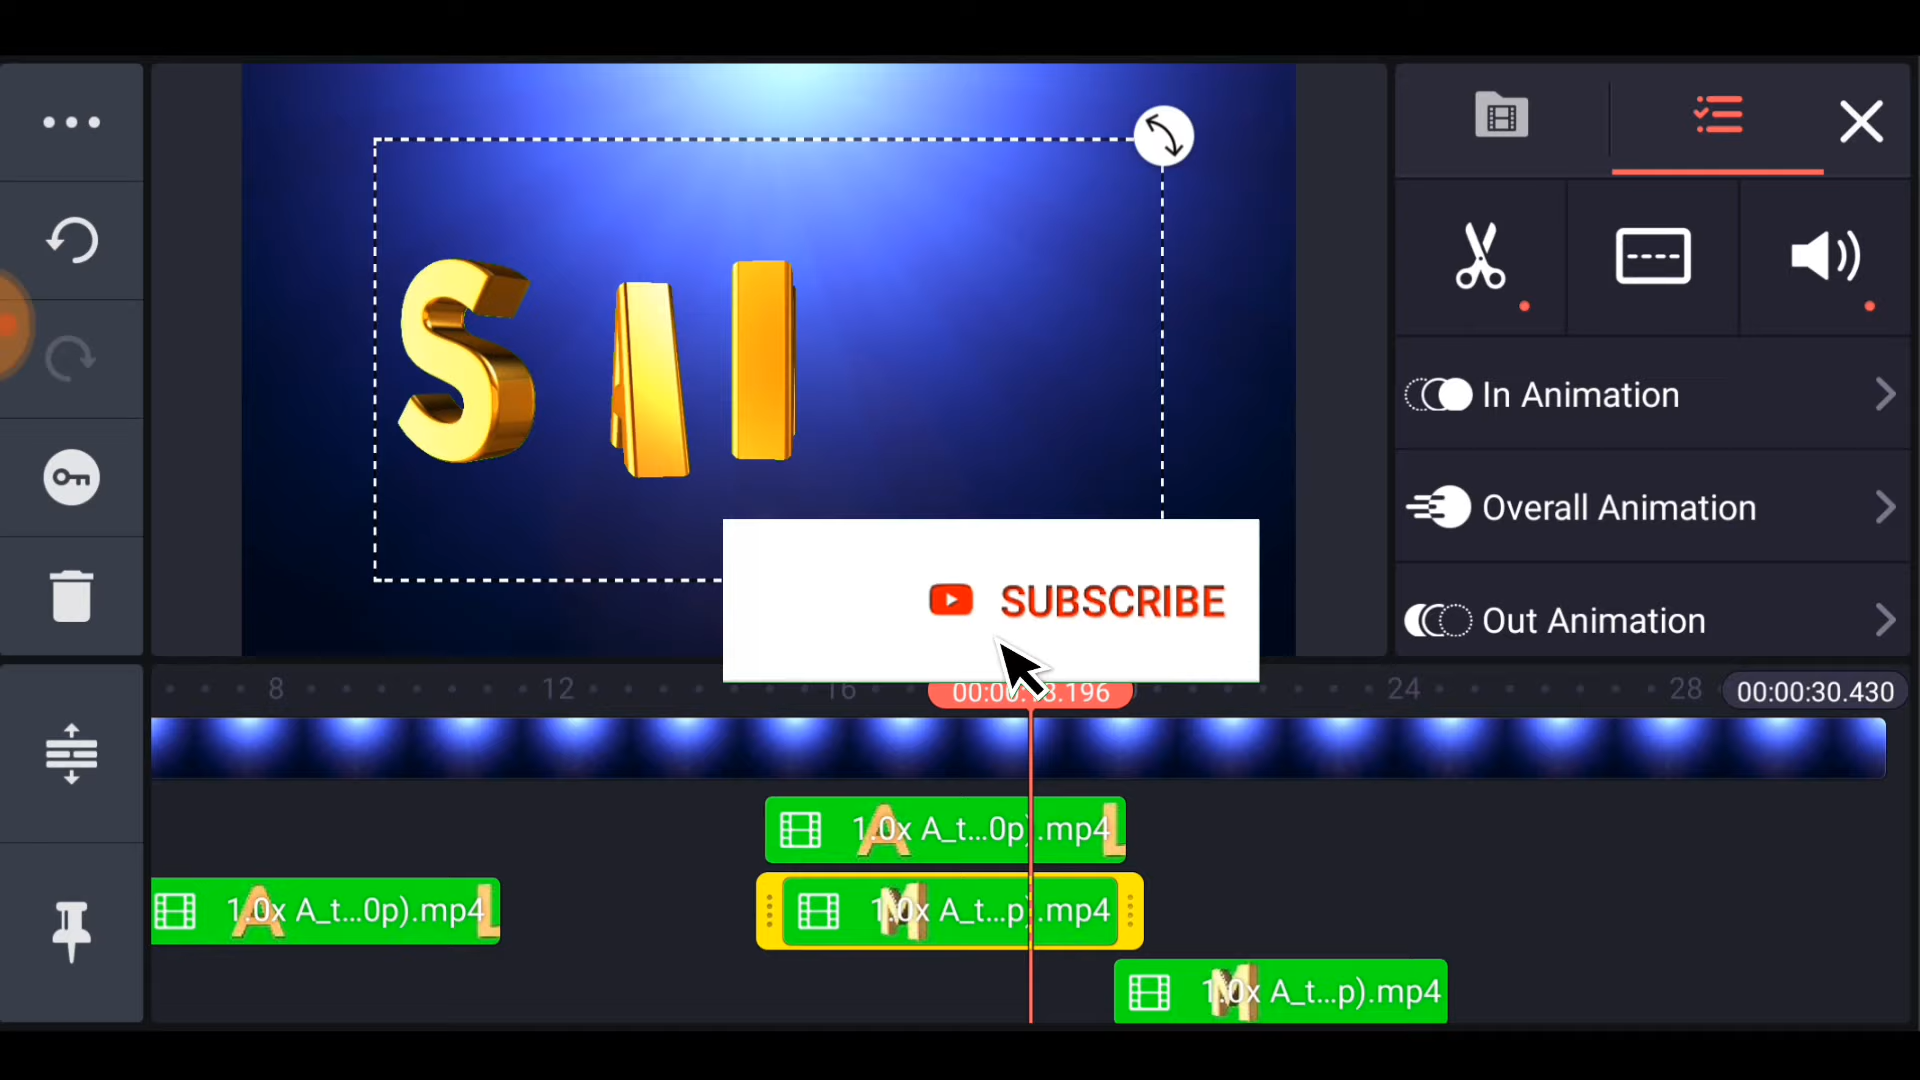 S A I
In Animation
Overall Animation
Out Animation
SUBSCRIBE
8 12 16 24 28 00:00:30.430
1.0x A_t...0p).mp4
1.0x A_t...0p).mp4
1.0x A_t...p).mp4
1.0x A_t...p).mp4